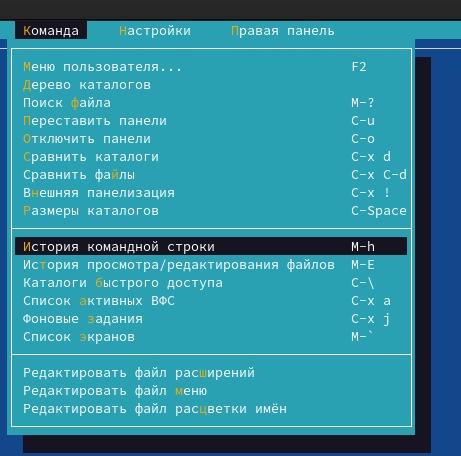 Команда Настройки Правая панель
Меню пользователя... F2
Дерево каталогов
Поиск файла M-?
Переставить панели C-u
Отключить панели C-o
Сравнить каталоги C-x d
Сравнить файлы C-x C-d
Внешняя панелизация C-x !
Размеры каталогов C-Space
История командной строки M-h
История просмотра/редактирования файлов M-E
Каталоги быстрого доступа C-\
Список активных ВФС C-x a
Фоновые задания C-x j
Список экранов M-`
Редактировать файл расширений
Редактировать файл меню
Редактировать файл расцветки имён